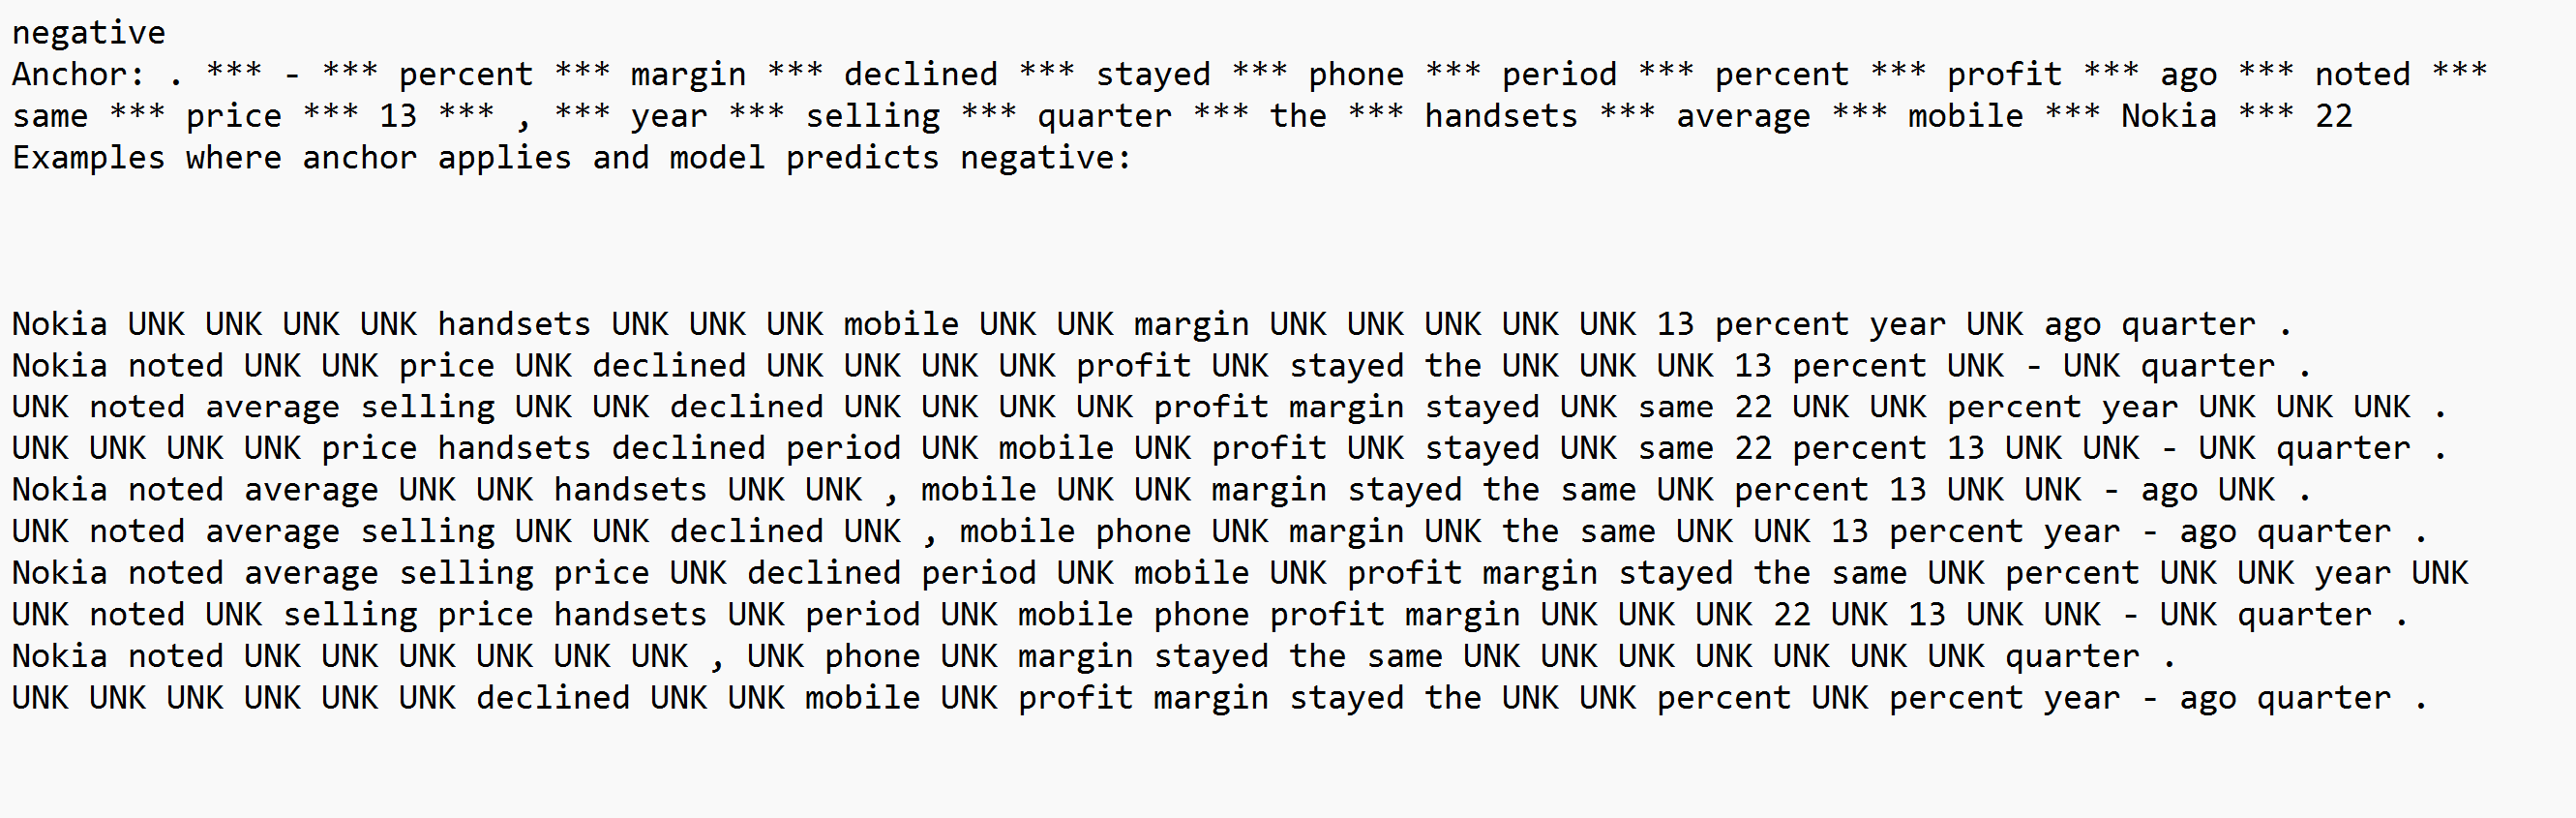 negative
Anchor: . *** - *** percent *** margin *** declined *** stayed *** phone *** period *** percent *** profit *** ago *** noted ***
same *** price *** 13 *** , *** year *** selling *** quarter *** the *** handsets *** average *** mobile *** Nokia *** 22
Examples where anchor applies and model predicts negative:
Nokia UNK UNK UNK UNK handsets UNK UNK UNK mobile UNK UNK margin UNK UNK UNK UNK UNK 13 percent year UNK ago quarter .
Nokia noted UNK UNK price UNK declined UNK UNK UNK UNK profit UNK stayed the UNK UNK UNK 13 percent UNK - UNK quarter .
UNK noted average selling UNK UNK declined UNK UNK UNK UNK profit margin stayed UNK same 22 UNK UNK percent year UNK UNK UNK .
UNK UNK UNK UNK price handsets declined period UNK mobile UNK profit UNK stayed UNK same 22 percent 13 UNK UNK - UNK quarter .
Nokia noted average UNK UNK handsets UNK UNK , mobile UNK UNK margin stayed the same UNK percent 13 UNK UNK - ago UNK .
UNK noted average selling UNK UNK declined UNK , mobile phone UNK margin UNK the same UNK UNK 13 percent year - ago quarter .
Nokia noted average selling price UNK declined period UNK mobile UNK profit margin stayed the same UNK percent UNK UNK year UNK
UNK noted UNK selling price handsets UNK period UNK mobile phone profit margin UNK UNK UNK 22 UNK 13 UNK UNK - UNK quarter .
Nokia noted UNK UNK UNK UNK UNK UNK , UNK phone UNK margin stayed the same UNK UNK UNK UNK UNK UNK UNK quarter .
UNK UNK UNK UNK UNK UNK declined UNK UNK mobile UNK profit margin stayed the UNK UNK percent UNK percent year - ago quarter .